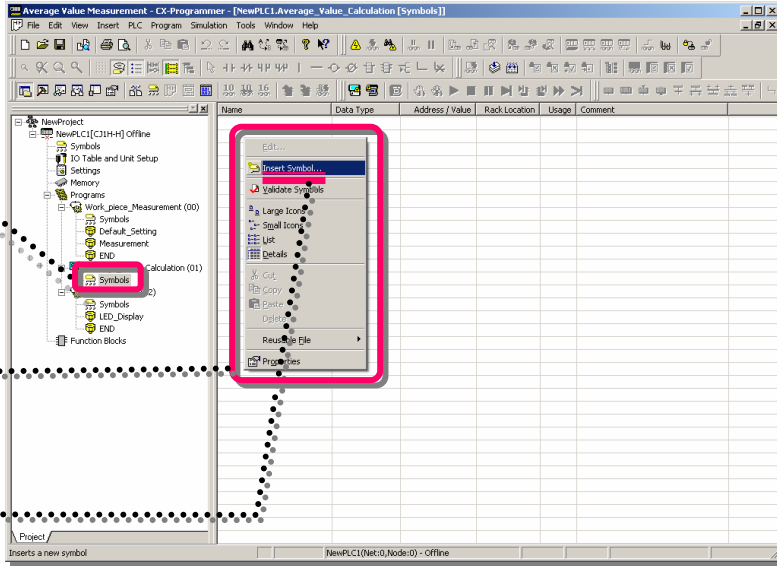 Average Value Measurement - CX-Programmer - [NewPLC1.Average_Value_Calculation [Symbols]]
File Edit View Insert PLC Program Simulation Tools Window Help
10 10 16
Name Data Type Address / Value Rack Location Usage Comment
NewProject
NewPLC1[CJ1H-H] Offline
Symbols
IO Table and Unit Setup
Settings
Memory
Programs
Work_piece_Measurement (00)
Symbols
Default_Setting
Measurement
END
Calculation (01)
Symbols
2)
Symbols
LED_Display
END
Function Blocks
Edit...
Insert Symbol...
Validate Symbols
Large Icons
Small Icons
List
Details
Cut
Copy
Paste
Delete
Reusable File
Properties
Project
Inserts a new symbol
NewPLC1(Net:0,Node:0) - Offline